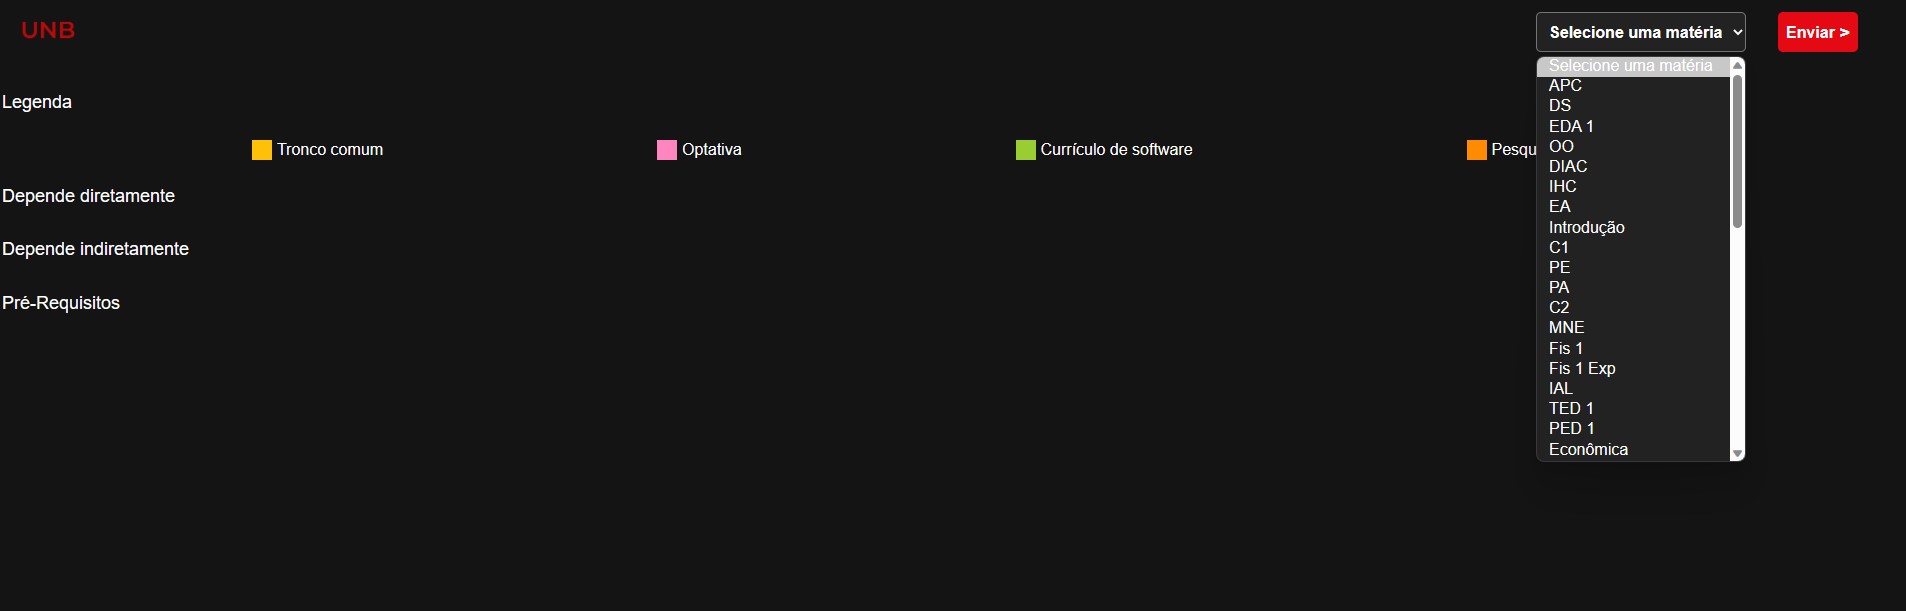 UNB
Selecione uma matéria
Enviar >
Selecione uma matéria
APC
DS
EDA 1
OO
DIAC
IHC
EA
Introdução
C1
PE
PA
C2
MNE
Fis 1
Fis 1 Exp
IAL
TED 1
PED 1
Econômica
Legenda
Tronco comum
Optativa
Currículo de software
Pesqu
Depende diretamente
Depende indiretamente
Pré-Requisitos